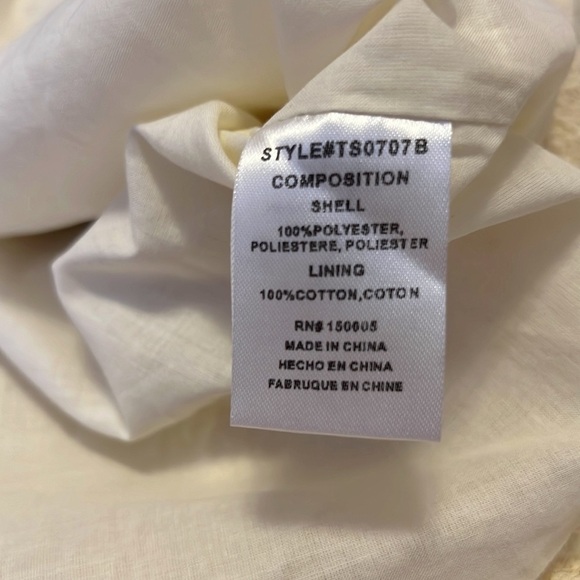 STYLE#TS0707B
COMPOSITION
SHELL
100%POLYESTER,
POLIESTERE, POLIESTER
LINING
100%COTTON,COTON
RN# 150605
MADE IN CHINA
HECHO EN CHINA
FABRUQUE EN CHINE